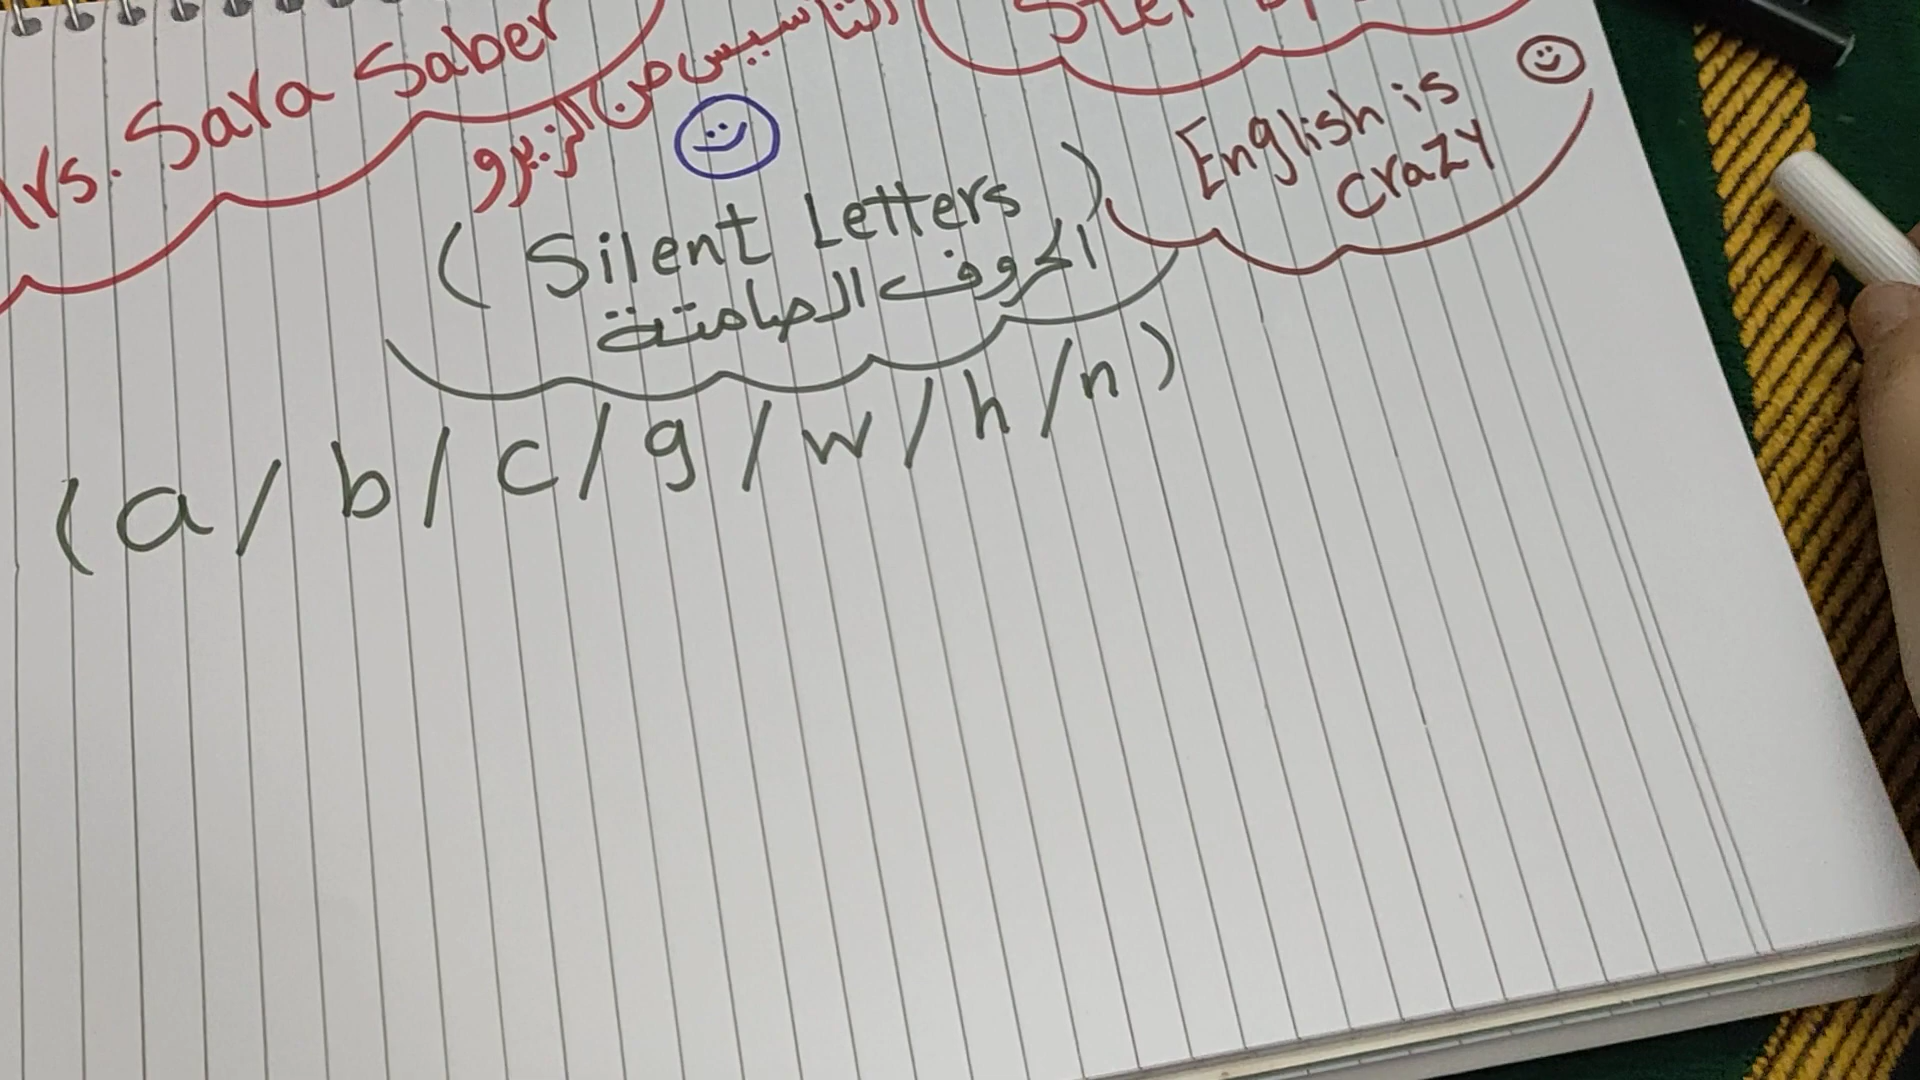 Mrs. Sara Saber
التأسيس من الزيرو
English is
crazy
( Silent Letters )
الحروف الصامتة
(a / b / c / g / w / h / n )